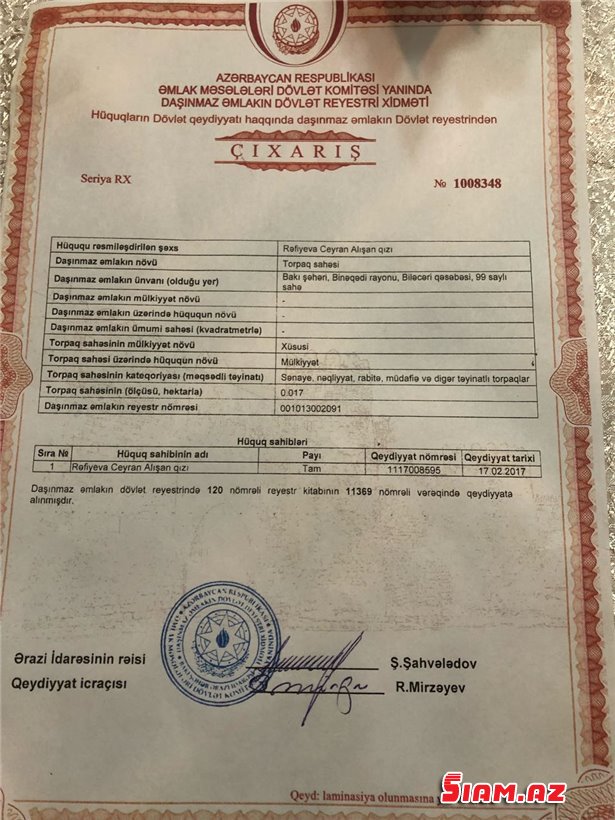 AZƏRBAYCAN RESPUBLİKASI
ƏMLAK MƏSƏLƏLƏRİ DÖVLƏT KOMİTƏSİ YANINDA
DAŞINMAZ ƏMLAKIN DÖVLƏT REYESTRİ XİDMƏTİ
Hüquqların Dövlət qeydiyyatı haqqında daşınmaz əmlakın Dövlət reyestrindən
ÇIXARIŞ
Seriya RX № 1008348
Hüququ rəsmiləşdirilən şəxs Rəfiyeva Ceyran Alışan qızi
Daşınmaz əmlakın növü Torpaq sahəsi
Daşınmaz əmlakın ünvanı (olduğu yer) Bakı şəhəri, Binəqədi rayonu, Biləcəri qəsəbəsi, 99 saylı
sahə
Daşınmaz əmlakın mülkiyyət növü -
Daşınmaz əmlakın üzərində hüququn növü -
Daşınmaz əmlakın ümumi sahəsi (kvadratmetrlə) -
Torpaq sahəsinin mülkiyyət növü Xüsusi
Torpaq sahəsi üzərində hüququn növü Mülkiyyət
Torpaq sahəsinin kateqoriyası (məqsədli təyinatı) Sənaye, nəqliyyat, rabitə, müdafiə və digər təyinatlı torpaqlar
Torpaq sahəsinin (ölçüsü, hektarla) 0.017
Daşınmaz əmlakın reyestr nömrəsi 001013002091
Hüquq sahibləri
Sıra № Hüquq sahibinin adı Payı Qeydiyyat nömrəsi Qeydiyyat tarixi
1 Rəfiyeva Ceyran Alışan qızi Tam 1117008595 17.02.2017
Daşınmaz əmlakın dövlət reyestrində 120 nömrəli reyestr kitabının 11369 nömrəli vərəqində qeydiyyata
alınmışdır.
Ərazi İdarəsinin rəisi Ş.Şahvələdov
Qeydiyyat icraçısı R.Mirzəyev
Qeyd: laminasiya olunmasına
SIAM.AZ